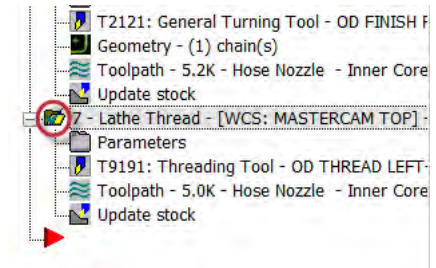 T2121: General Turning Tool - OD FINISH
Geometry - (1) chain(s)
Toolpath - 5.2K - Hose Nozzle - Inner Core
Update stock
7 - Lathe Thread - [WCS: MASTERCAM TOP] -
Parameters
T9191: Threading Tool - OD THREAD LEFT-
Toolpath - 5.0K - Hose Nozzle - Inner Core
Update stock